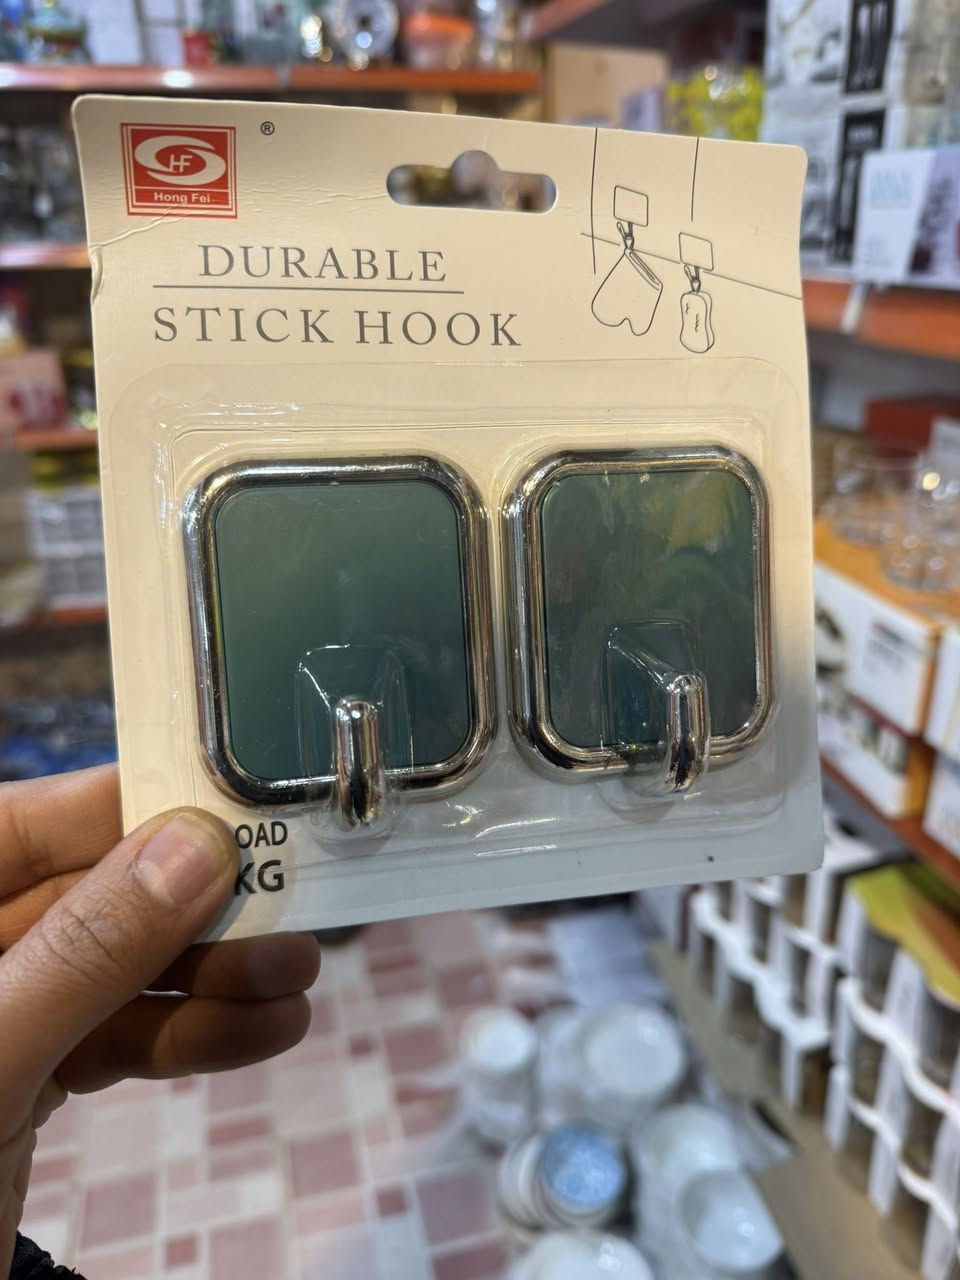 HF
Hong Fei
®
DURABLE
STICK HOOK
OAD
KG